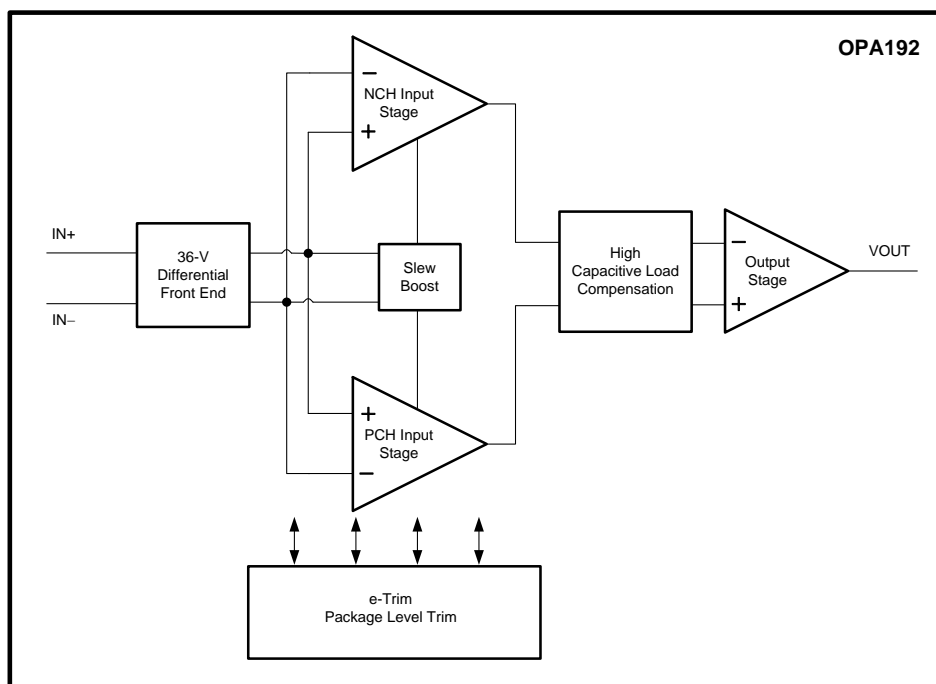 OPA192
−
NCH Input
Stage
+
IN+
36-V
Differential
Front End
IN−
Slew
Boost
High
Capacitive Load
Compensation
−
Output
Stage
+
VOUT
+
PCH Input
Stage
−
e-Trim
Package Level Trim